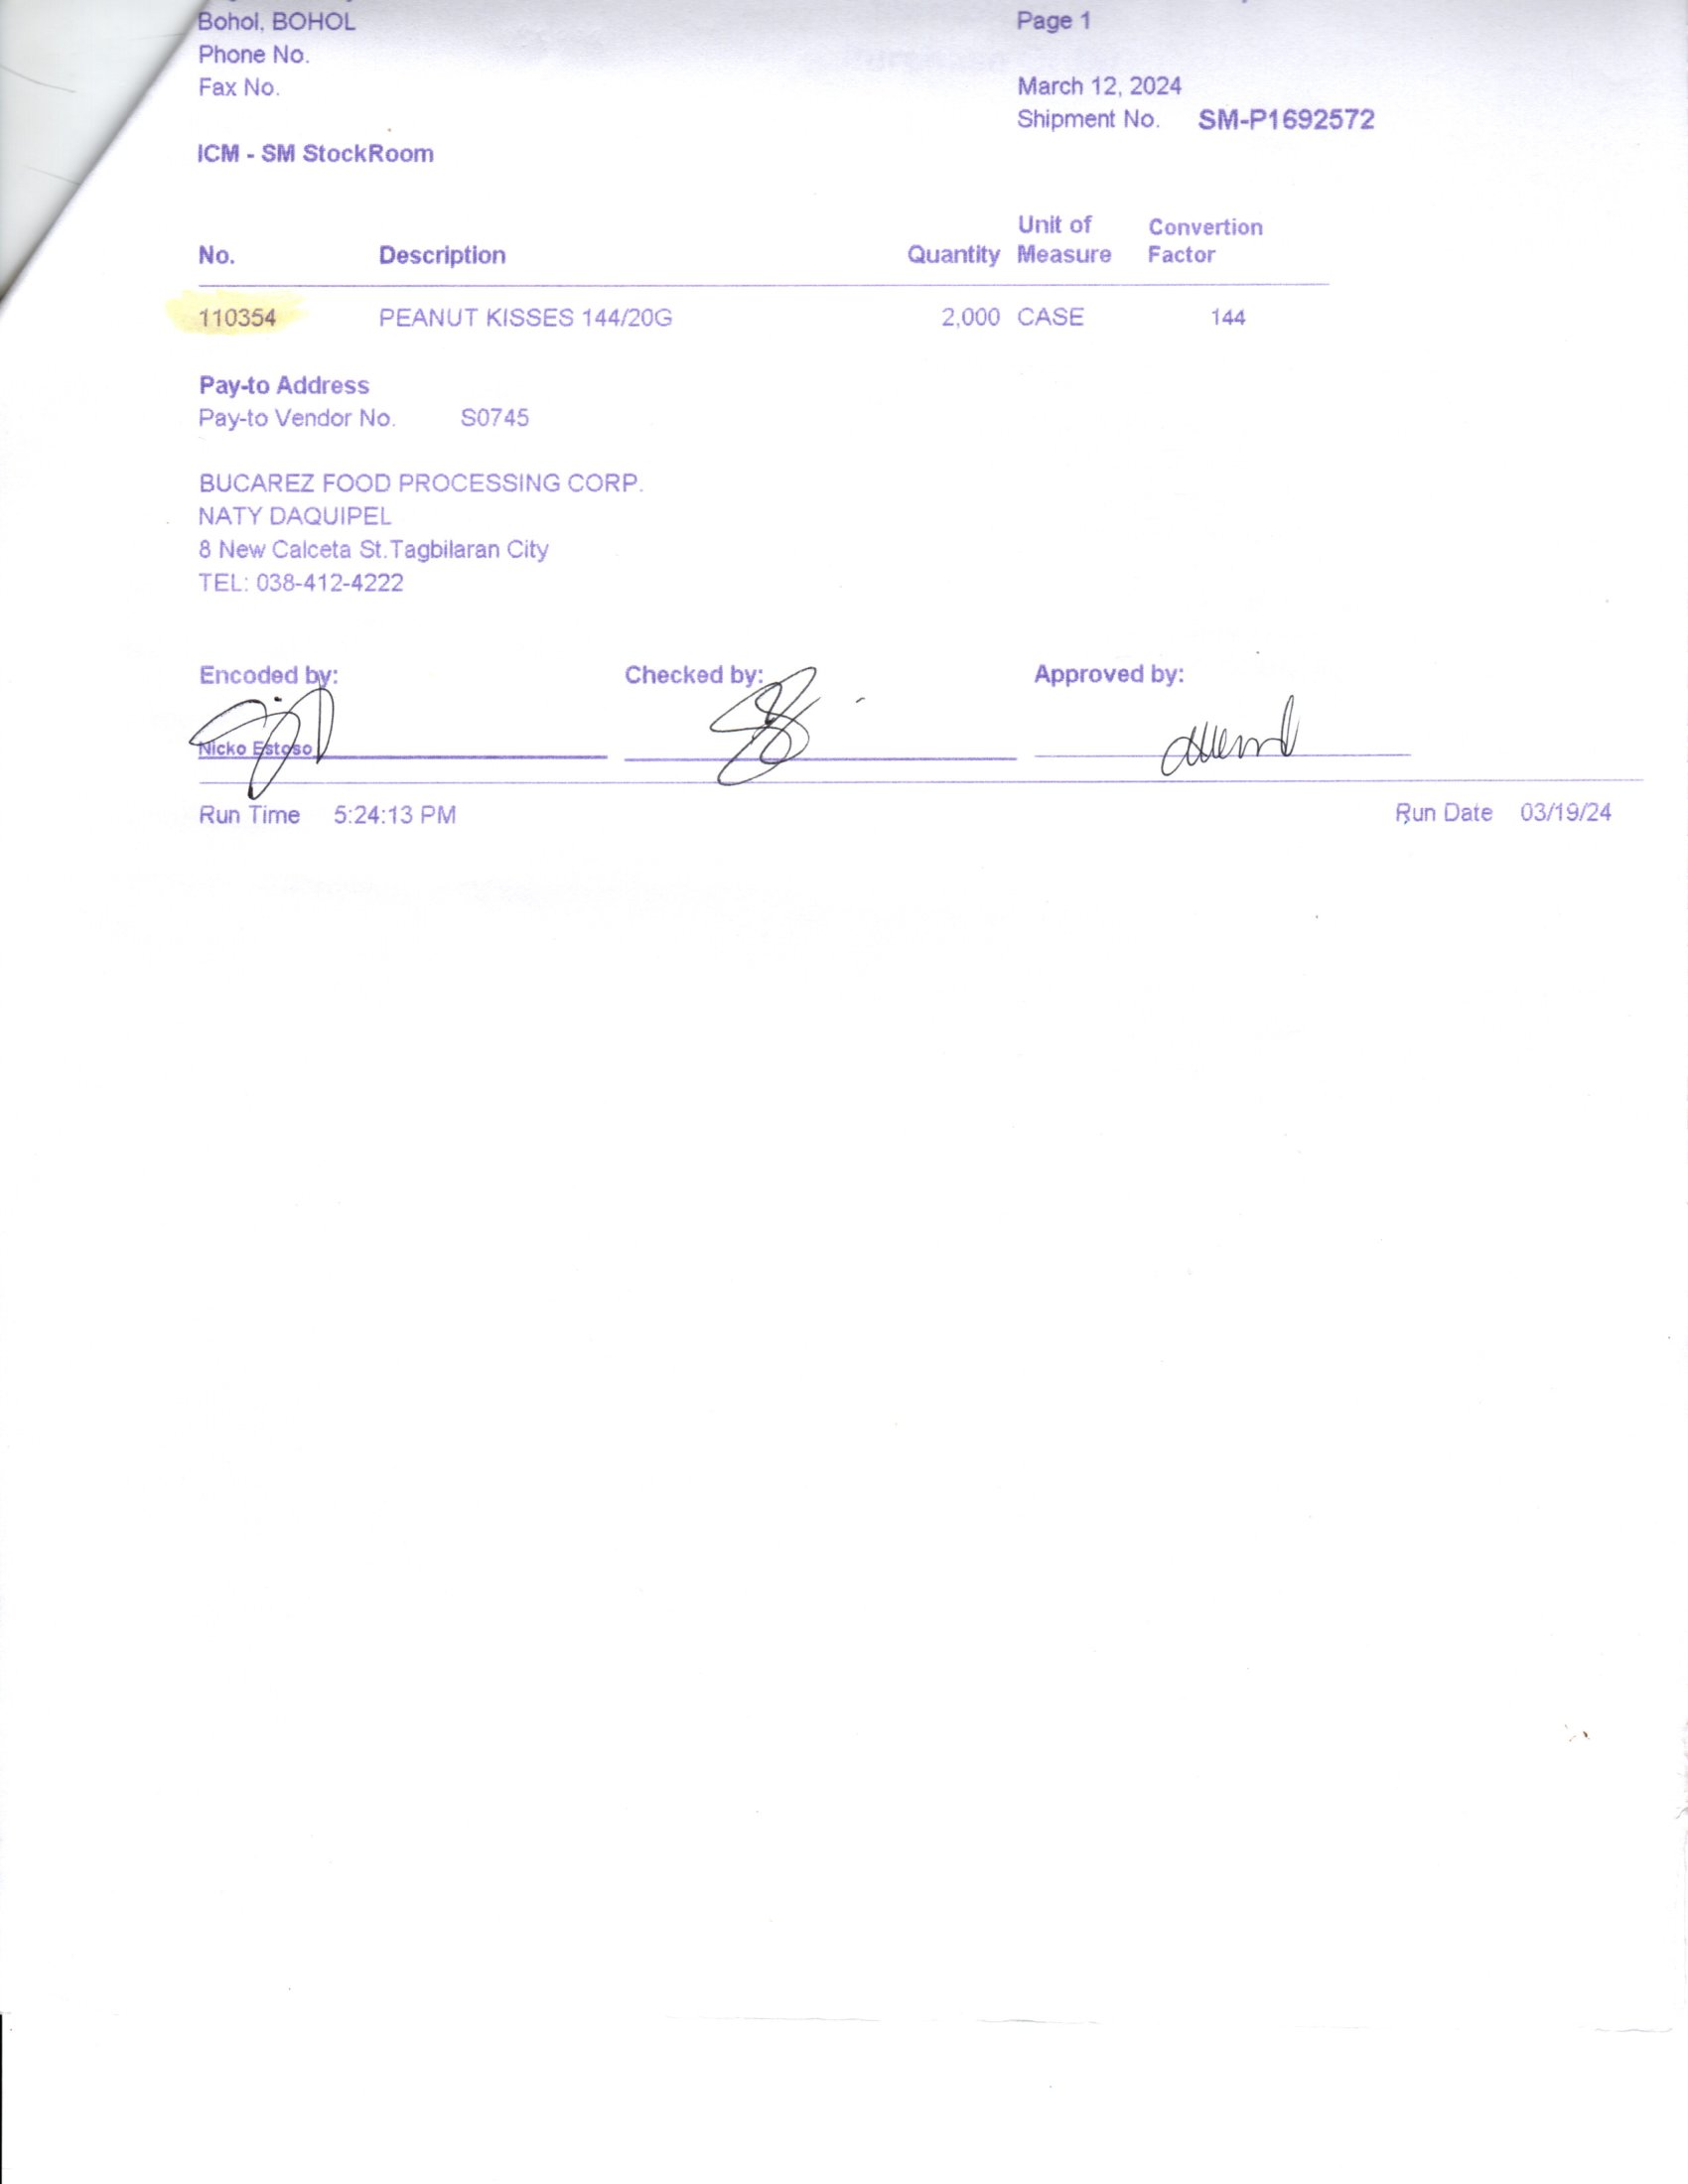 Bohol, BOHOL Page 1
Phone No.
Fax No. March 12, 2024
Shipment No. SM-P1692572
ICM - SM StockRoom
No. Description Quantity Unit of Measure Convertion Factor
110354 PEANUT KISSES 144/20G 2,000 CASE 144
Pay-to Address
Pay-to Vendor No. S0745
BUCAREZ FOOD PROCESSING CORP.
NATY DAQUIPEL
8 New Calceta St.Tagbilaran City
TEL: 038-412-4222
Encoded by: Checked by: Approved by:
Nicko Estoso
Run Time 5:24:13 PM Run Date 03/19/24